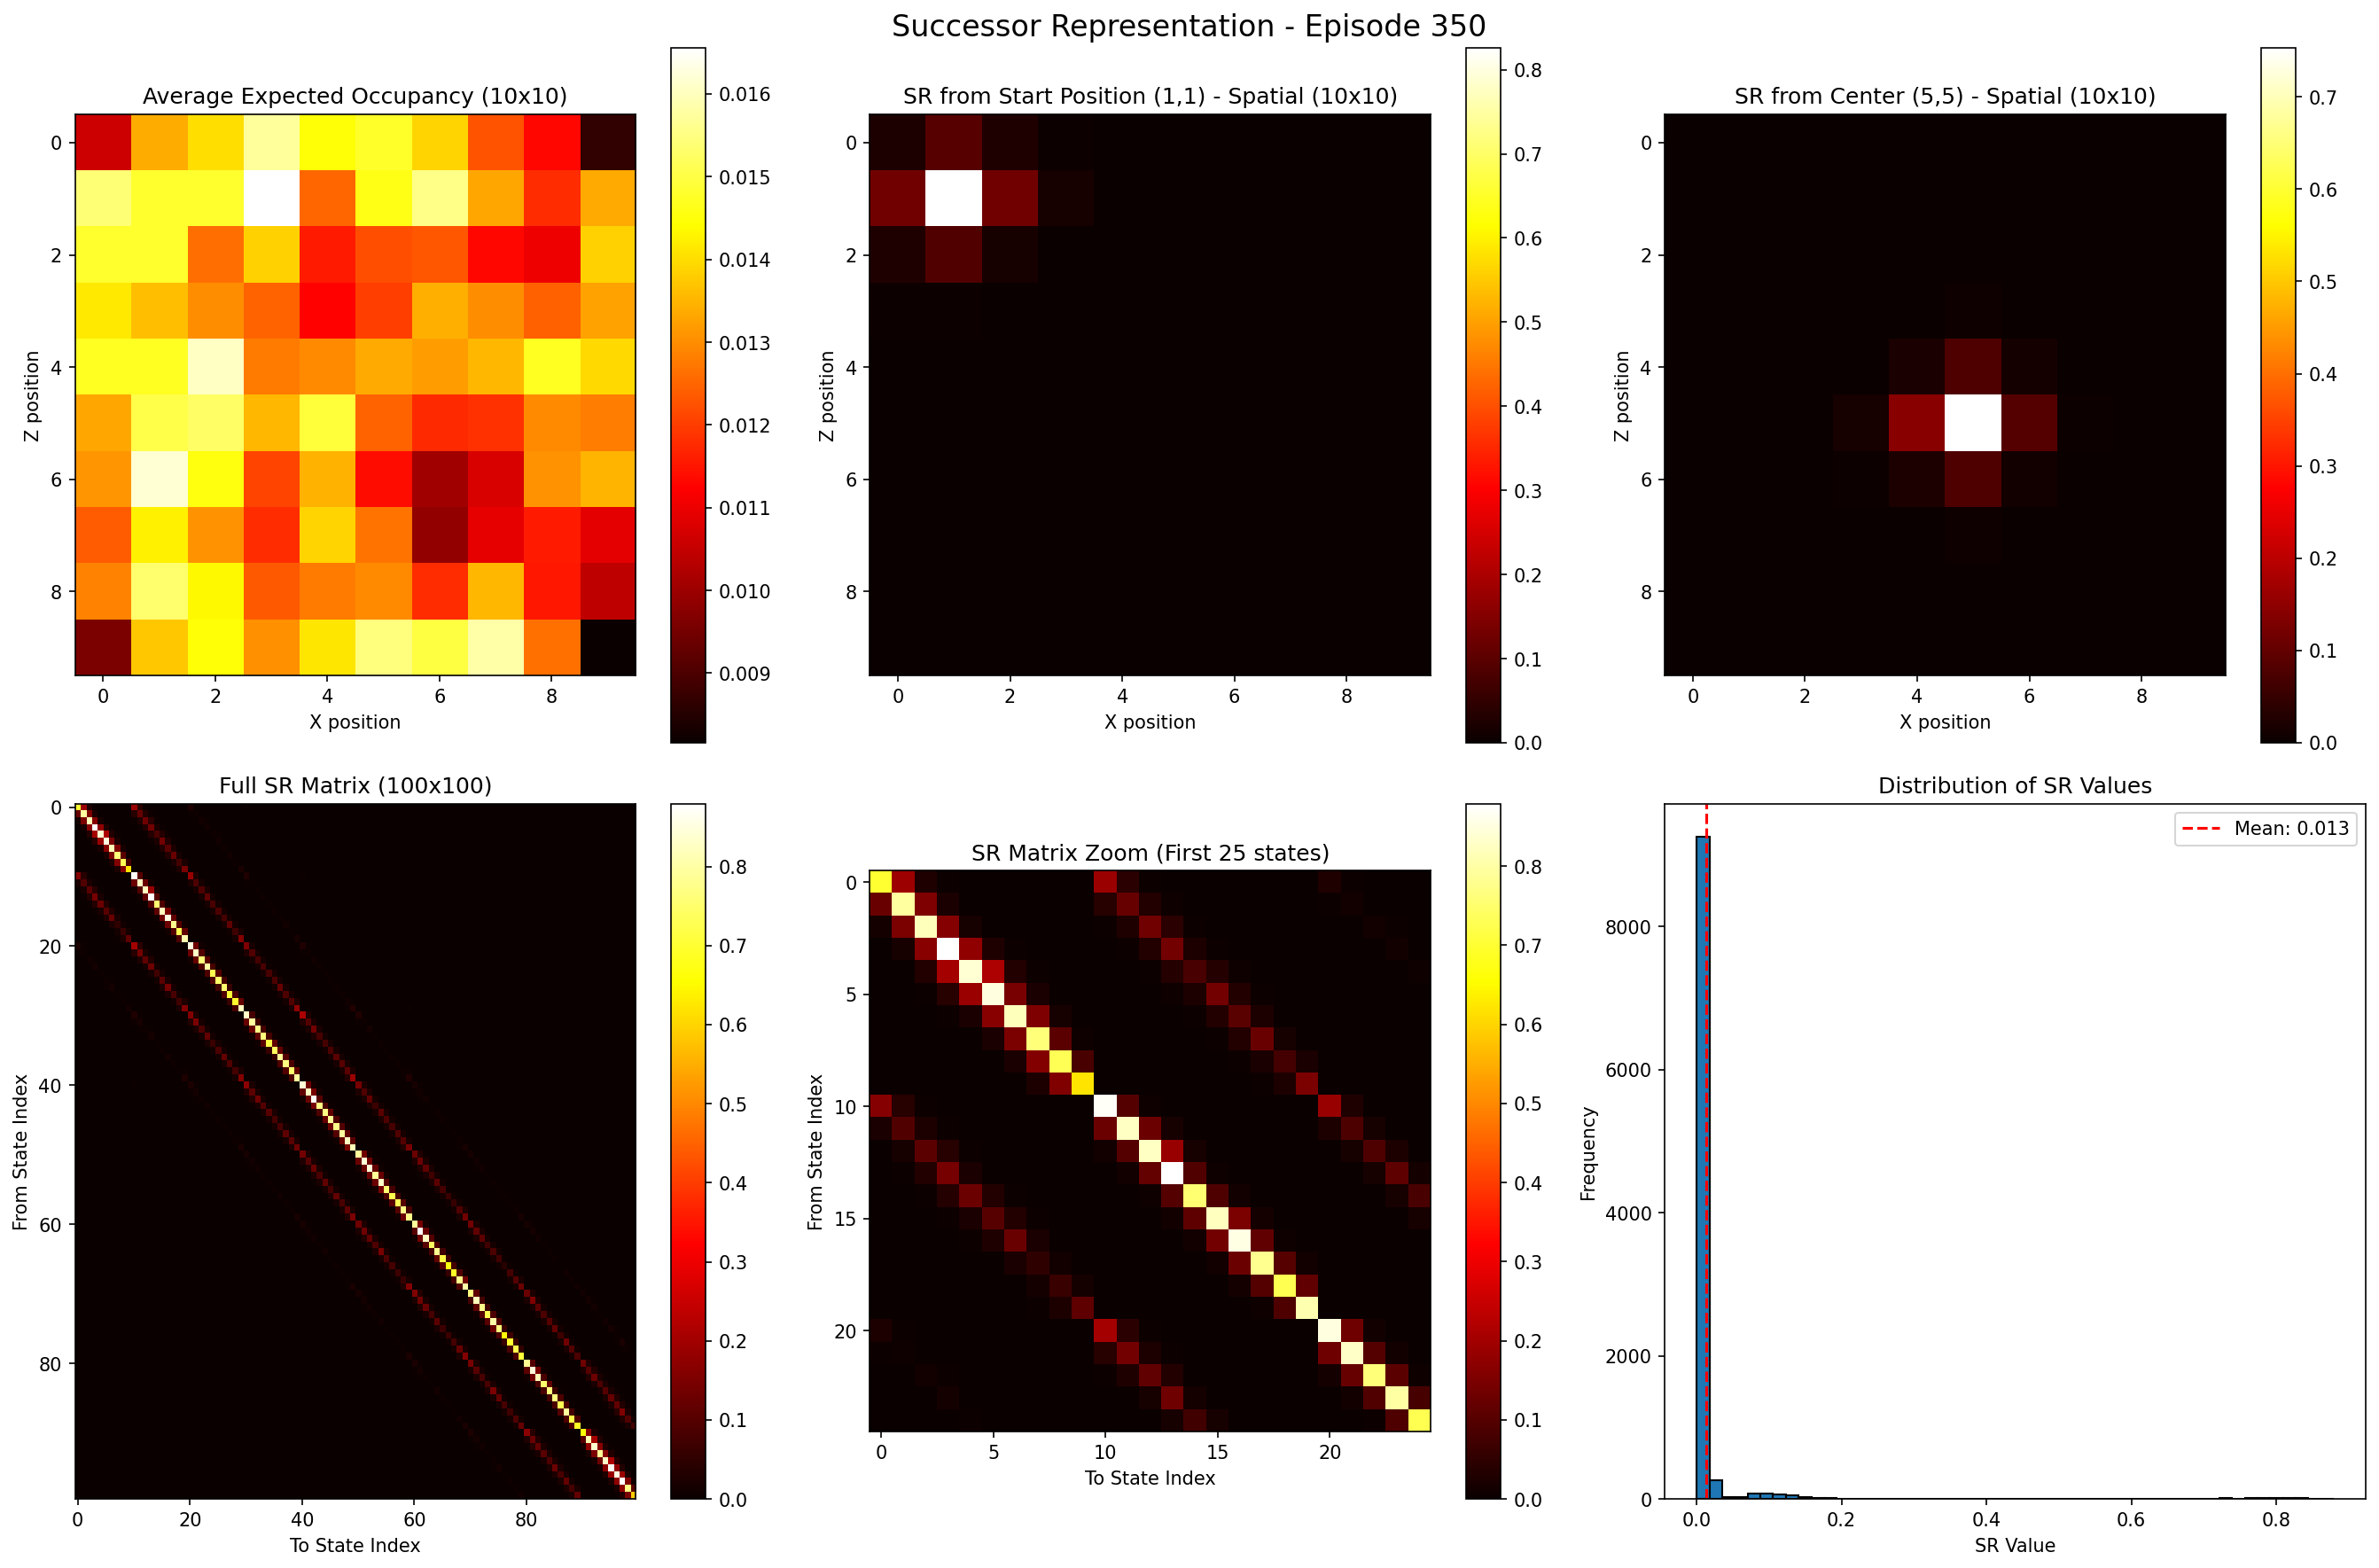 Successor Representation - Episode 350
Average Expected Occupancy (10x10)
Z position
0
2
4
6
8
0 2 4 6 8
X position
0.016
0.015
0.014
0.013
0.012
0.011
0.010
0.009
SR from Start Position (1,1) - Spatial (10x10)
Z position
0
2
4
6
8
0 2 4 6 8
X position
0.8
0.7
0.6
0.5
0.4
0.3
0.2
0.1
0.0
SR from Center (5,5) - Spatial (10x10)
Z position
0
2
4
6
8
0 2 4 6 8
X position
0.7
0.6
0.5
0.4
0.3
0.2
0.1
0.0
Full SR Matrix (100x100)
From State Index
0
20
40
60
80
0 20 40 60 80
To State Index
0.8
0.7
0.6
0.5
0.4
0.3
0.2
0.1
0.0
SR Matrix Zoom (First 25 states)
From State Index
0
5
10
15
20
0 5 10 15 20
To State Index
0.8
0.7
0.6
0.5
0.4
0.3
0.2
0.1
0.0
Distribution of SR Values
Mean: 0.013
Frequency
8000
6000
4000
2000
0
0.0 0.2 0.4 0.6 0.8
SR Value